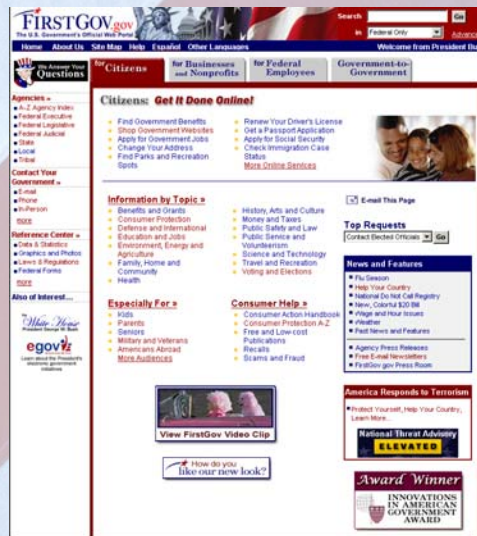 FIRSTGOV.gov
The U.S. Government's Official Web Portal
Search
Go
in
Federal Only
Advanc
Home About Us Site Map Help Español Other Languages
Welcome from President Bu
We Answer Your
Questions
for Citizens
for Businesses
and Nonprofits
for Federal
Employees
Government-to-
Government
Agencies »
A-Z Agency Index
Federal Executive
Federal Legislative
Federal Judicial
State
Local
Tribal
Contact Your
Government »
E-mail
Phone
In-Person
more
Reference Center »
Data & Statistics
Graphics and Photos
Laws & Regulations
Federal Forms
more
Also of Interest....
The
White House
President George W. Bush
egov
Learn about the President's
electronic government
initiatives
Citizens: Get It Done Online!
Find Government Benefits
Shop Government Websites
Apply for Government Jobs
Change Your Address
Find Parks and Recreation
Spots
Renew Your Driver's License
Get a Passport Application
Apply for Social Security
Check Immigration Case
Status
More Online Services
Information by Topic »
Benefits and Grants
Consumer Protection
Defense and International
Education and Jobs
Environment, Energy and
Agriculture
Family, Home and
Community
Health
History, Arts and Culture
Money and Taxes
Public Safety and Law
Public Service and
Volunteerism
Science and Technology
Travel and Recreation
Voting and Elections
Especially For »
Kids
Parents
Seniors
Military and Veterans
Americans Abroad
More Audiences
Consumer Help »
Consumer Action Handbook
Consumer Protection A-Z
Free and Low-cost
Publications
Recalls
Scams and Fraud
View FirstGov Video Clip
How do you
like our new look?
E-mail This Page
Top Requests
Contact Elected Officials
Go
News and Features
Flu Season
Help Your Country
National Do Not Call Registry
New, Colorful $20 Bill
Wage and Hour Issues
Weather
Past News and Features
Agency Press Releases
Free E-mail Newsletters
FirstGov.gov Press Room
America Responds to Terrorism
Protect Yourself, Help Your Country,
Learn More...
National Threat Advisory
ELEVATED
Award Winner
INNOVATIONS
IN AMERICAN
GOVERNMENT
AWARD